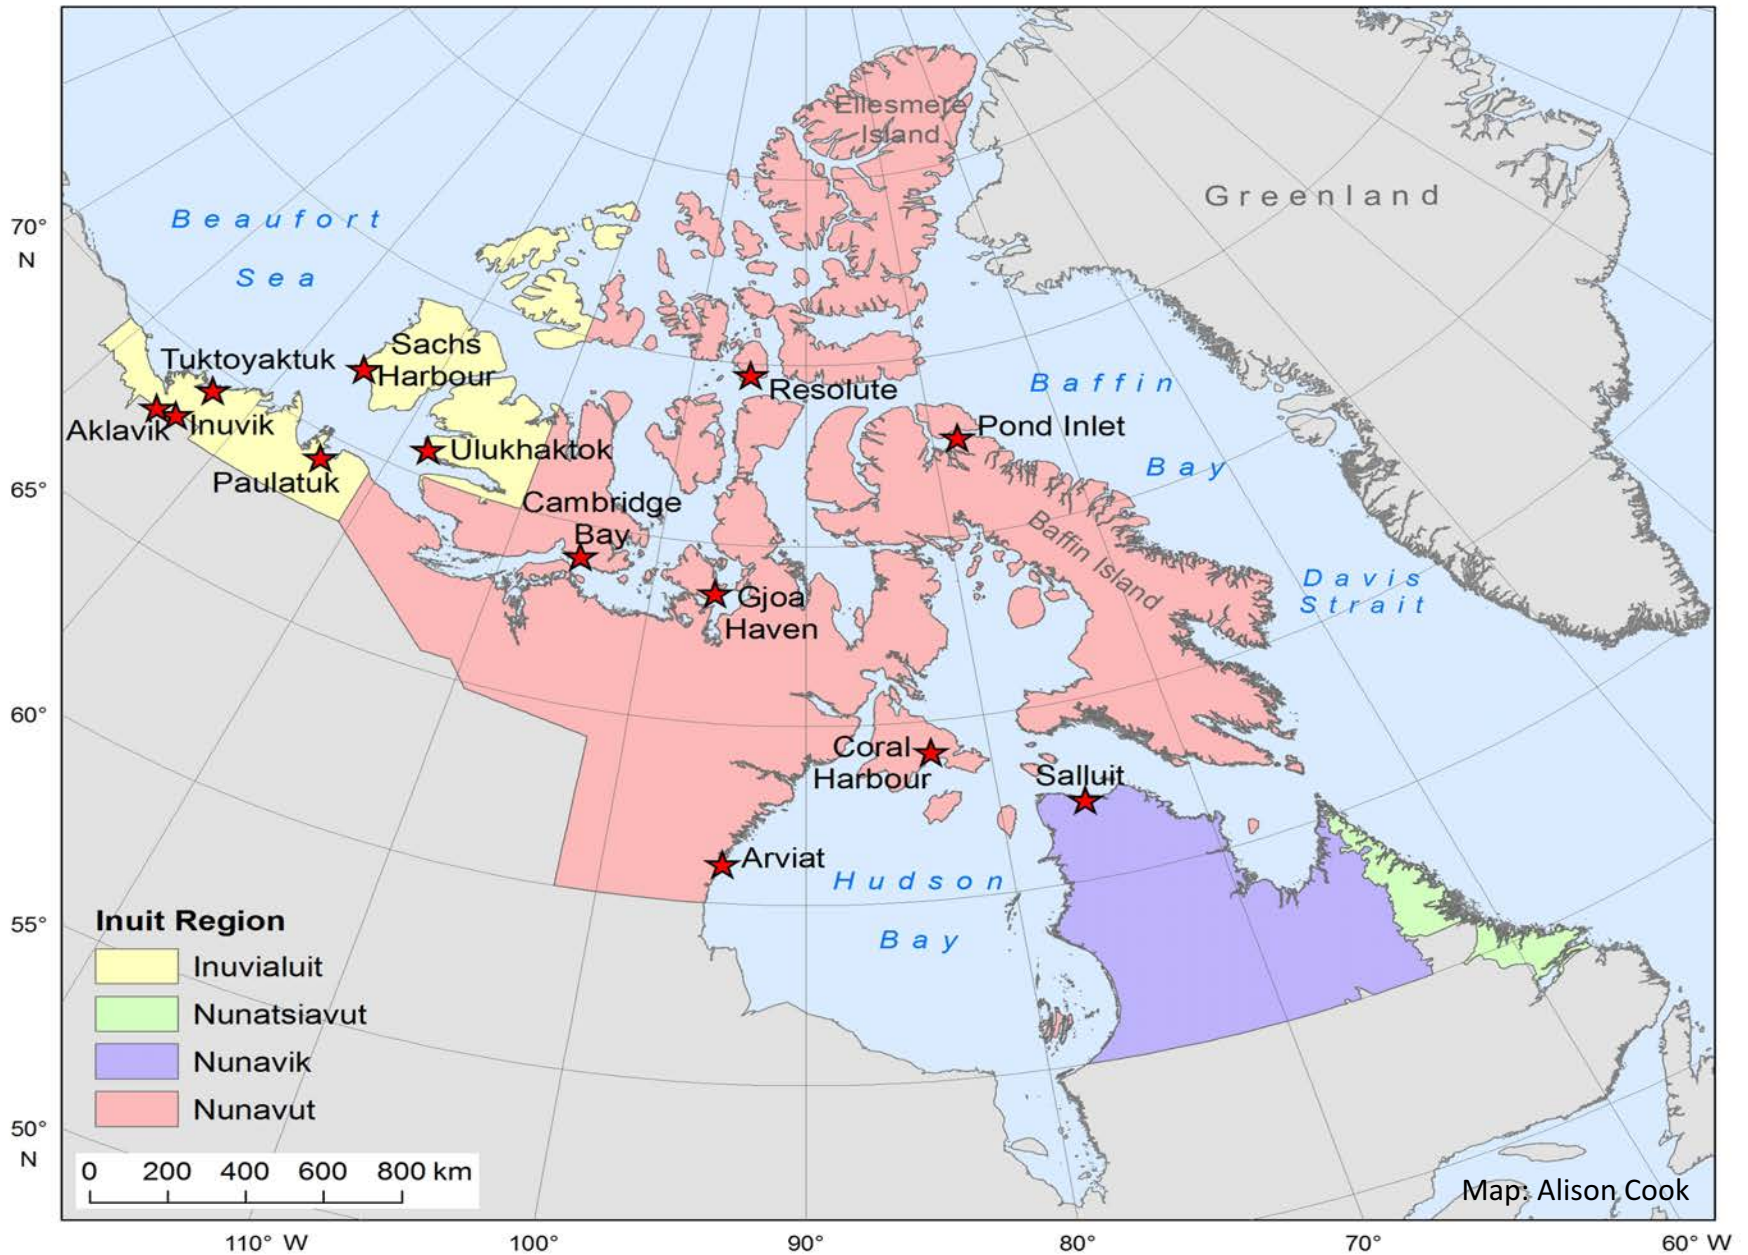 Ellesmere
Island
Greenland
Beaufort
Sea
70°
N
Sachs
Harbour
Tuktoyaktuk
Resolute
Baffin
Bay
Pond Inlet
Aklavik
Inuvik
Ulukhaktok
Paulatuk
65°
Cambridge
Bay
Baffin Island
Davis
Strait
Gjoa
Haven
60°
Coral
Harbour
Salluit
Arviat
Hudson
Bay
55°
Inuit Region
Inuvialuit
Nunatsiavut
Nunavik
Nunavut
50°
N
0 200 400 600 800 km
Map: Alison Cook
110° W 100° 90° 80° 70° 60° W